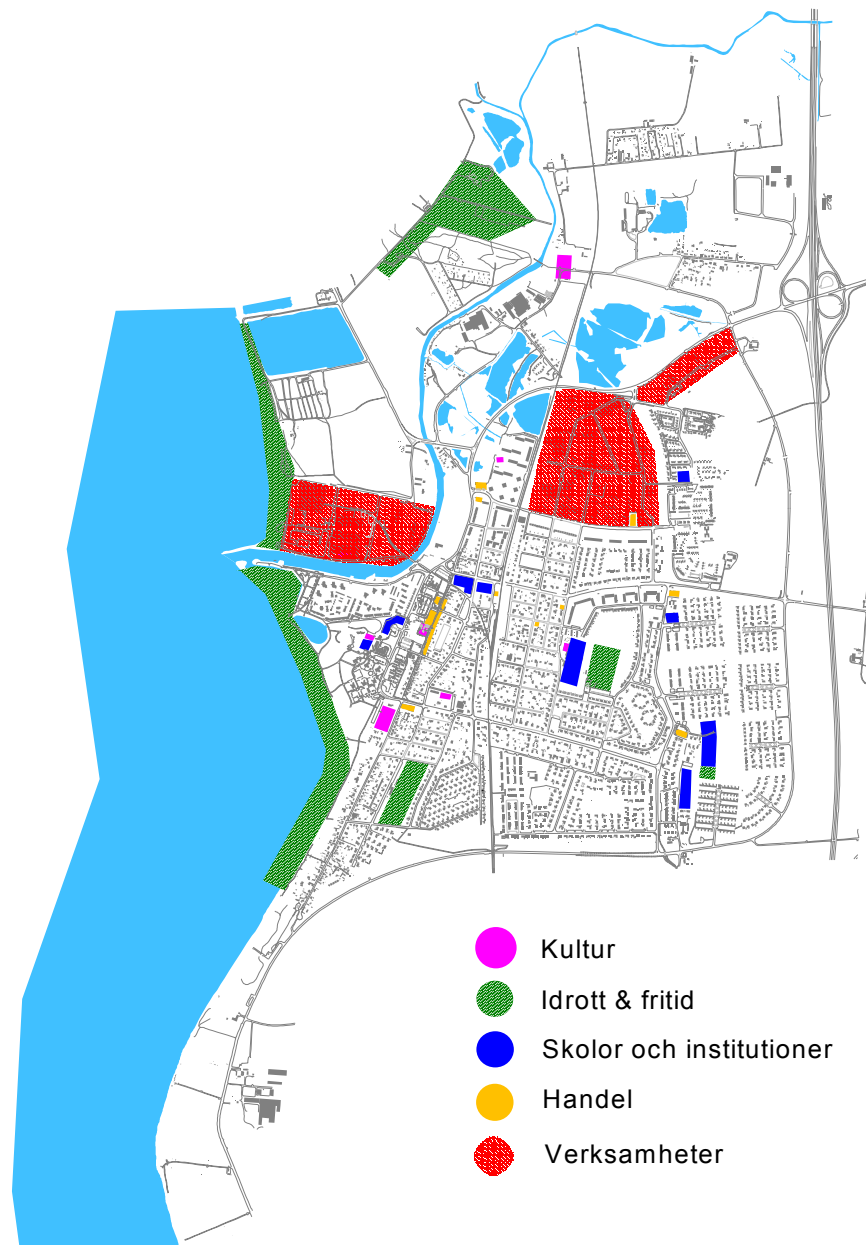 Kultur
Idrott & fritid
Skolor och institutioner
Handel
Verksamheter